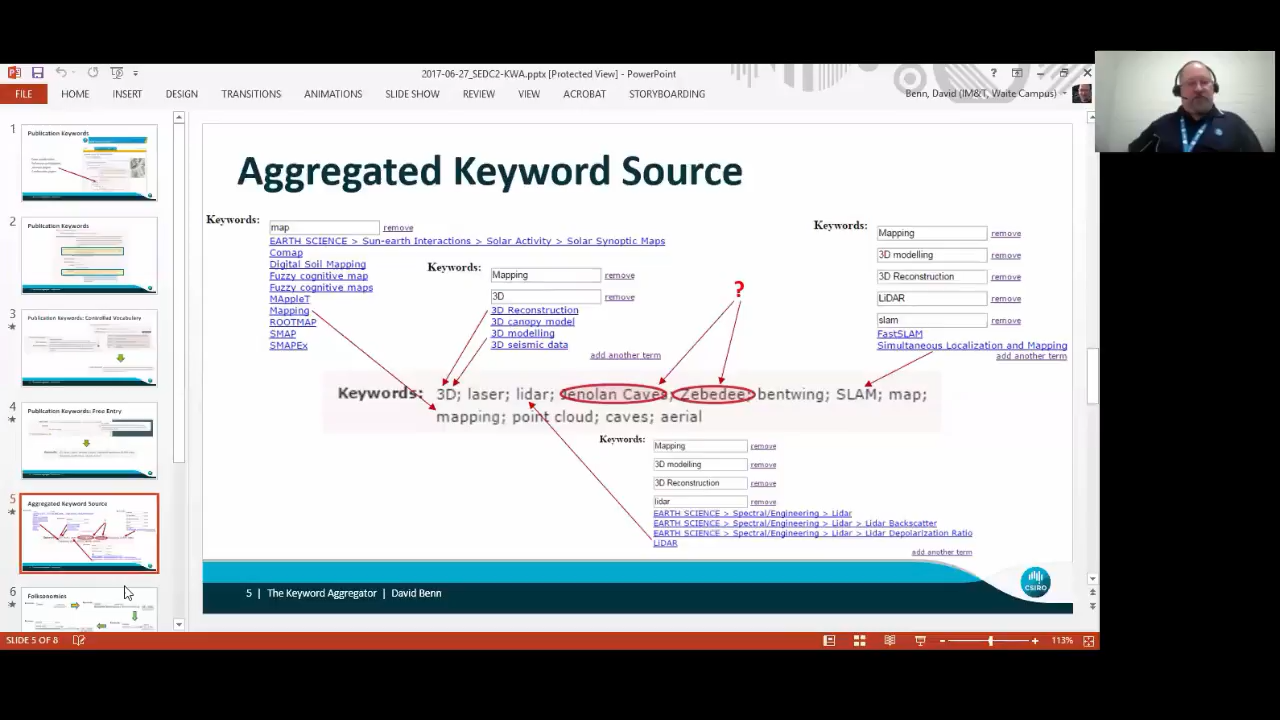 2017-06-27_SEDC2-KWA.pptx [Protected View] - PowerPoint
FILE HOME INSERT DESIGN TRANSITIONS ANIMATIONS SLIDE SHOW REVIEW VIEW ACROBAT STORYBOARDING
Benn, David (IM&T, Waite Campus)
1
Publication Keywords
2
Publication Keywords
3
Publication Keywords: Controlled Vocabulary
4
Publication Keywords: Free Entry
5
Aggregated Keyword Source
6
Folksonomies
Aggregated Keyword Source
Keywords:
map remove
EARTH SCIENCE > Sun-earth Interactions > Solar Activity > Solar Synoptic Maps
Comap
Digital Soil Mapping
Fuzzy cognitive map
Fuzzy cognitive maps
MAppleT
Mapping
ROOTMAP
SMAP
SMAPEx
Keywords:
Mapping remove
3D remove
3D Reconstruction
3D canopy model
3D modelling
3D seismic data
add another term
?
Keywords:
Mapping remove
3D modelling remove
3D Reconstruction remove
LiDAR remove
slam remove
FastSLAM
Simultaneous Localization and Mapping
add another term
Keywords: 3D; laser; lidar; Jenolan Caves; Zebedee; bentwing; SLAM; map;
mapping; point cloud; caves; aerial
Keywords:
Mapping remove
3D modelling remove
3D Reconstruction remove
lidar remove
EARTH SCIENCE > Spectral/Engineering > Lidar
EARTH SCIENCE > Spectral/Engineering > Lidar > Lidar Backscatter
EARTH SCIENCE > Spectral/Engineering > Lidar > Lidar Depolarization Ratio
LiDAR
add another term
5 | The Keyword Aggregator | David Benn
CSIRO
SLIDE 5 OF 8
113%